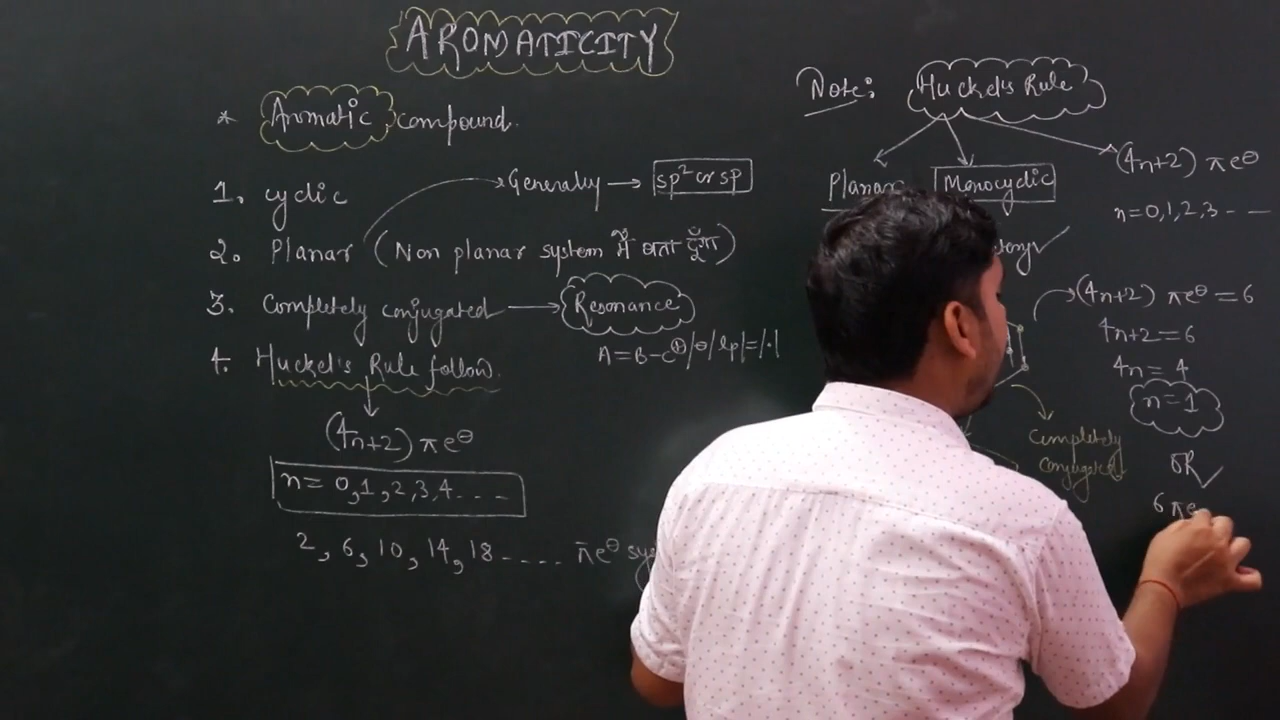 AROMATICITY
* Aromatic compound.
1. cyclic
Generally → sp² or sp
2. Planar (Non planar system में बता दूँगा)
3. Completely conjugated → Resonance
A=B-C⊕/⊖/lp/=/·/
4. Huckel's Rule follow.
(4n+2) πe⊖
n= 0,1,2,3,4....
2, 6, 10, 14, 18.... πe⊖
Note: Huckel's Rule
Planar
Monocyclic
(4n+2) πe⊖
n=0,1,2,3 - -
(4n+2) πe⊖ = 6
4n+2=6
4n = 4
n=1
completely
conjugated
OR
6 πe